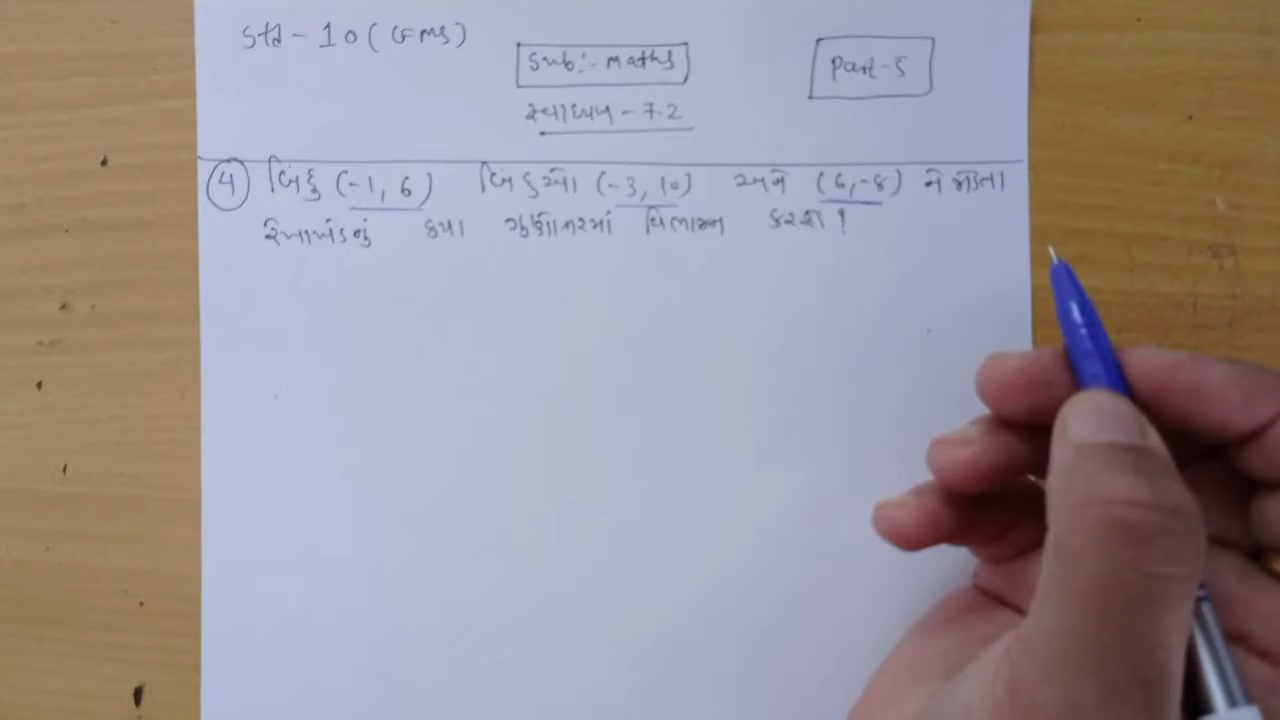 Std - 10 (GMS)
Sub :- maths
Part-5
સ્વાધ્યાય - 7.2
4 બિંદુ (-1, 6) બિંદુઓ (-3, 10) અને (6, -8) ને જોડતા
રેખાખંડનું કયા ગુણોત્તરમાં વિભાજન કરશે ?